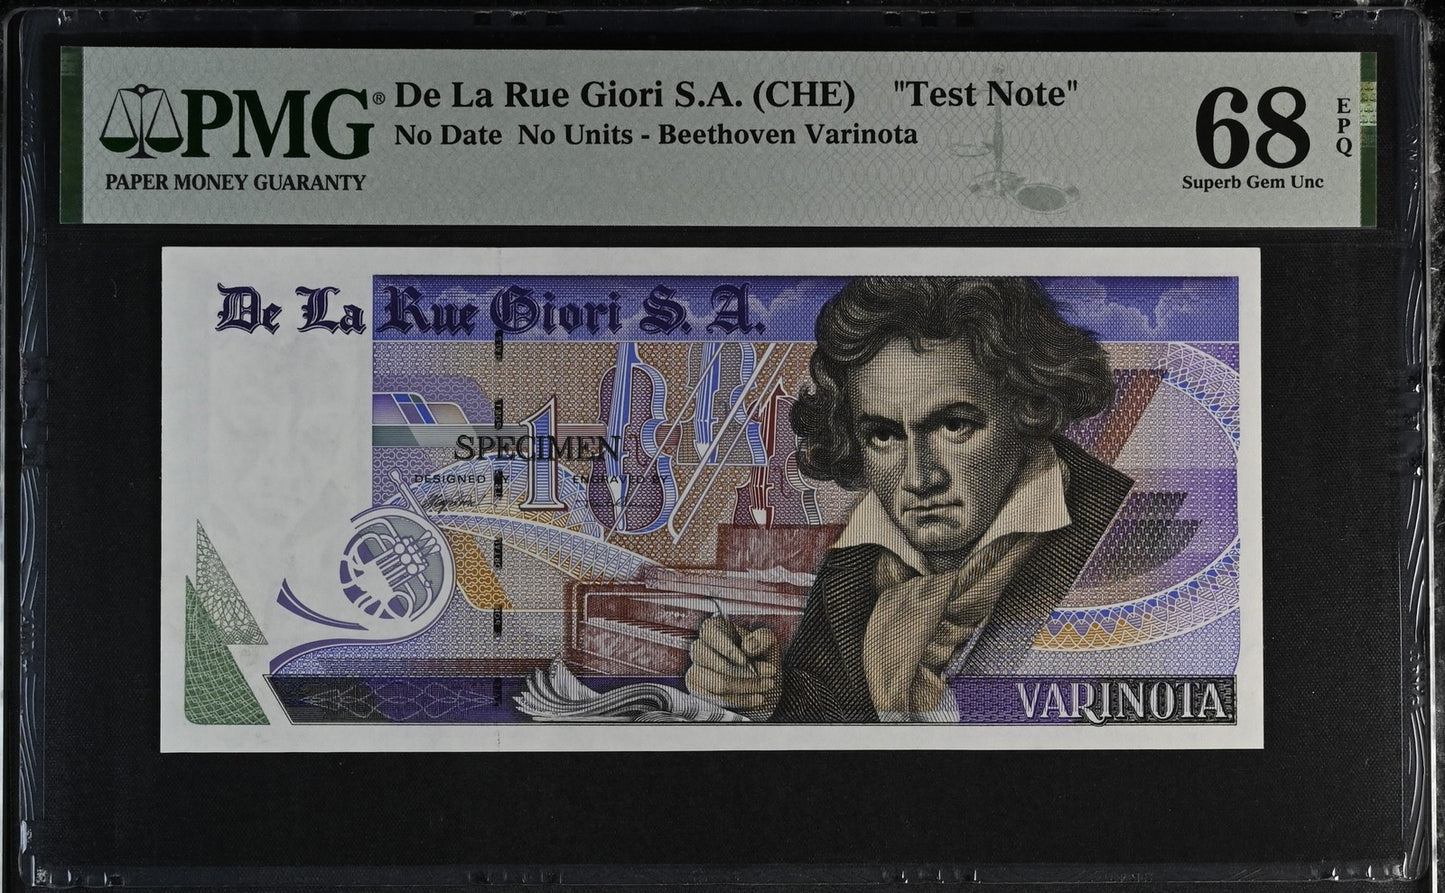 PMG® De La Rue Giori S.A. (CHE) "Test Note"
No Date No Units - Beethoven Varinota
PAPER MONEY GUARANTY
68 EPQ
Superb Gem Unc
De La Rue Giori S. A.
1
SPECIMEN
DESIGNED BY ENGRAVED BY
VARINOTA